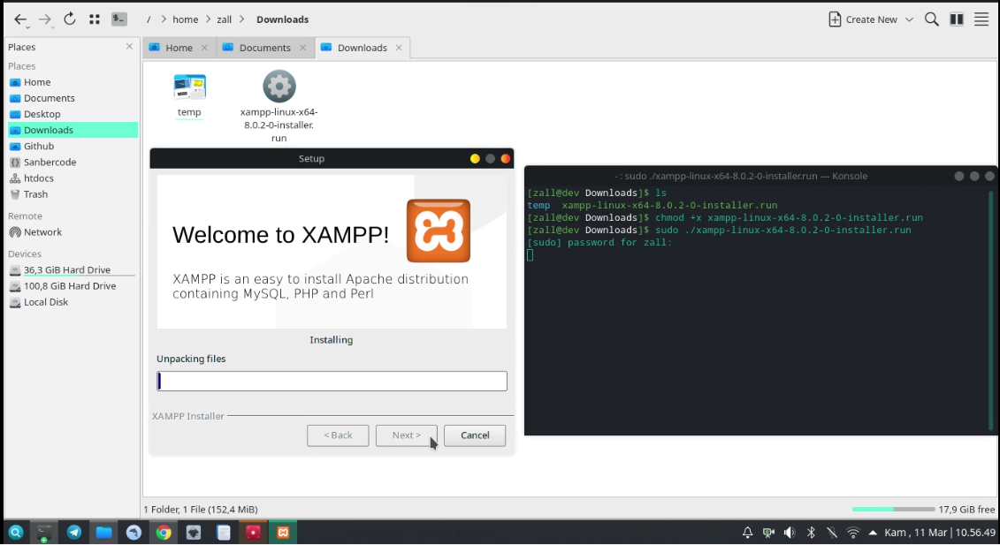 / > home > zall > Downloads
Create New
Places
Places
Home
Documents
Desktop
Downloads
Github
Sanbercode
htdocs
Trash
Remote
Network
Devices
36,3 GiB Hard Drive
100,8 GiB Hard Drive
Local Disk
Home
Documents
Downloads
temp
xampp-linux-x64-
8.0.2-0-installer.
run
Setup
Welcome to XAMPP!
XAMPP is an easy to install Apache distribution
containing MySQL, PHP and Perl
Installing
Unpacking files
XAMPP Installer
< Back
Next >
Cancel
- : sudo ./xampp-linux-x64-8.0.2-0-installer.run — Konsole
[zall@dev Downloads]$ ls
temp xampp-linux-x64-8.0.2-0-installer.run
[zall@dev Downloads]$ chmod +x xampp-linux-x64-8.0.2-0-installer.run
[zall@dev Downloads]$ sudo ./xampp-linux-x64-8.0.2-0-installer.run
[sudo] password for zall:
1 Folder, 1 File (152,4 MiB)
17,9 GiB free
Kam , 11 Mar | 10.56.49